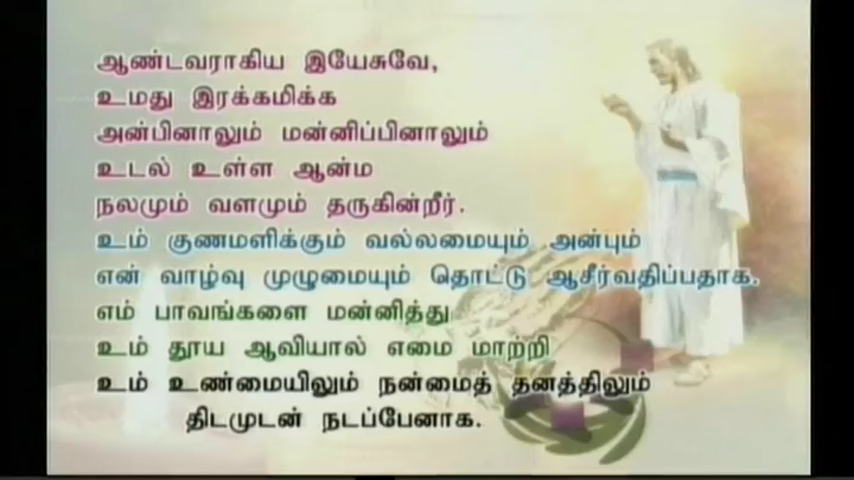 ஆண்டவராகிய இயேசுவே,
உமது இரக்கமிக்க
அன்பினாலும் மன்னிப்பினாலும்
உடல் உள்ள ஆன்ம
நலமும் வளமும் தருகின்றீர்.
உம் குணமளிக்கும் வல்லமையும் அன்பும்
என் வாழ்வு முழுமையும் தொட்டு ஆசீர்வதிப்பதாக.
எம் பாவங்களை மன்னித்து
உம் தூய ஆவியால் எமை மாற்றி
உம் உண்மையிலும் நன்மைத் தனத்திலும்
திடமுடன் நடப்பேனாக.